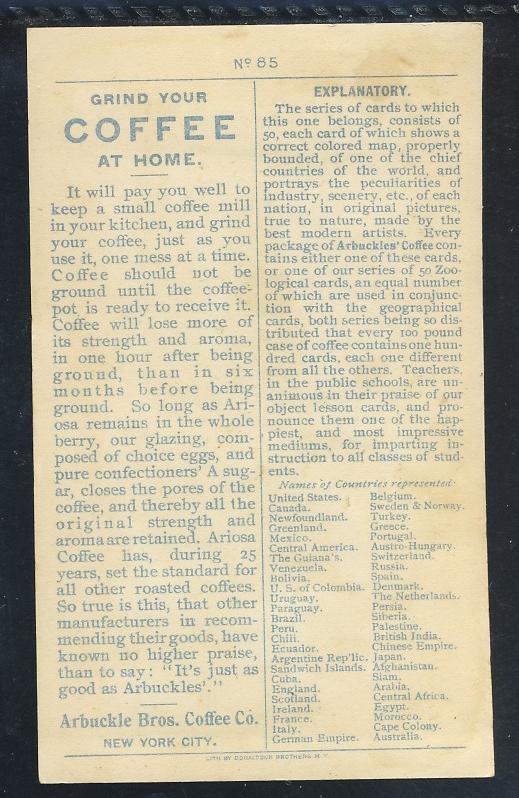 No 85
GRIND YOUR
COFFEE
AT HOME.
It will pay you well to
keep a small coffee mill
in your kitchen, and grind
your coffee, just as you
use it, one mess at a time.
Coffee should not be
ground until the coffee-
pot is ready to receive it.
Coffee will lose more of
its strength and aroma,
in one hour after being
ground, than in six
months before being
ground. So long as Ari-
osa remains in the whole
berry, our glazing, com-
posed of choice eggs, and
pure confectioners' A sug-
ar, closes the pores of the
coffee, and thereby all the
original strength and
aroma are retained. Ariosa
Coffee has, during 25
years, set the standard for
all other roasted coffees.
So true is this, that other
manufacturers in recom-
mending their goods, have
known no higher praise,
than to say: "It's just as
good as Arbuckles'."
Arbuckle Bros. Coffee Co.
NEW YORK CITY.
EXPLANATORY.
The series of cards to which
this one belongs, consists of
50, each card of which shows a
correct colored map, properly
bounded, of one of the chief
countries of the world, and
portrays the peculiarities of
industry, scenery, etc., of each
nation, in original pictures,
true to nature, made by the
best modern artists. Every
package of Arbuckles' Coffee con-
tains either one of these cards,
or one of our series of 50 Zoo-
logical cards, an equal number
of which are used in conjunc-
tion with the geographical
cards, both series being so dis-
tributed that every 100 pound
case of coffee contains one hun-
dred cards, each one different
from all the others. Teachers,
in the public schools, are un-
animous in their praise of our
object lesson cards, and pro-
nounce them one of the hap-
piest, and most impressive
mediums, for imparting in-
struction to all classes of stud-
ents.
Names of Countries represented
United States.
Canada.
Newfoundland.
Greenland.
Mexico.
Central America.
The Guiana's.
Venezuela.
Bolivia.
U. S. of Colombia.
Uruguay.
Paraguay.
Brazil.
Peru.
Chili.
Ecuador.
Argentine Rep'lic.
Sandwich Islands.
Cuba.
England.
Scotland.
Ireland.
France.
Italy.
German Empire.
Belgium.
Sweden & Norway.
Turkey.
Greece.
Portugal.
Austro-Hungary.
Switzerland.
Russia.
Spain.
Denmark.
The Netherlands.
Persia.
Siberia.
Palestine.
British India.
Chinese Empire.
Japan.
Afghanistan.
Siam.
Arabia.
Central Africa.
Egypt.
Morocco.
Cape Colony.
Australia.
LITH BY DONALDSON BROTHERS N.Y.